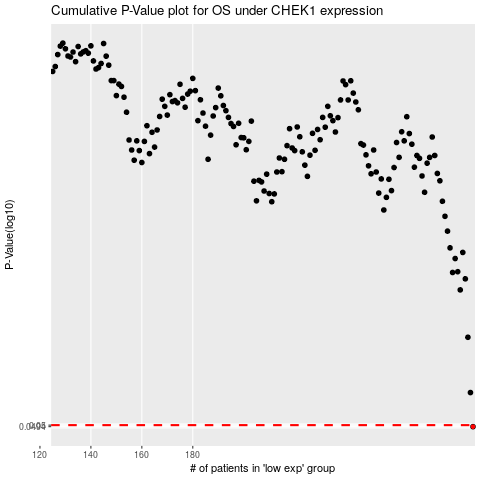 Cumulative P-Value plot for OS under CHEK1 expression
P-Value(log10)
120
140
160
180
# of patients in 'low exp' group